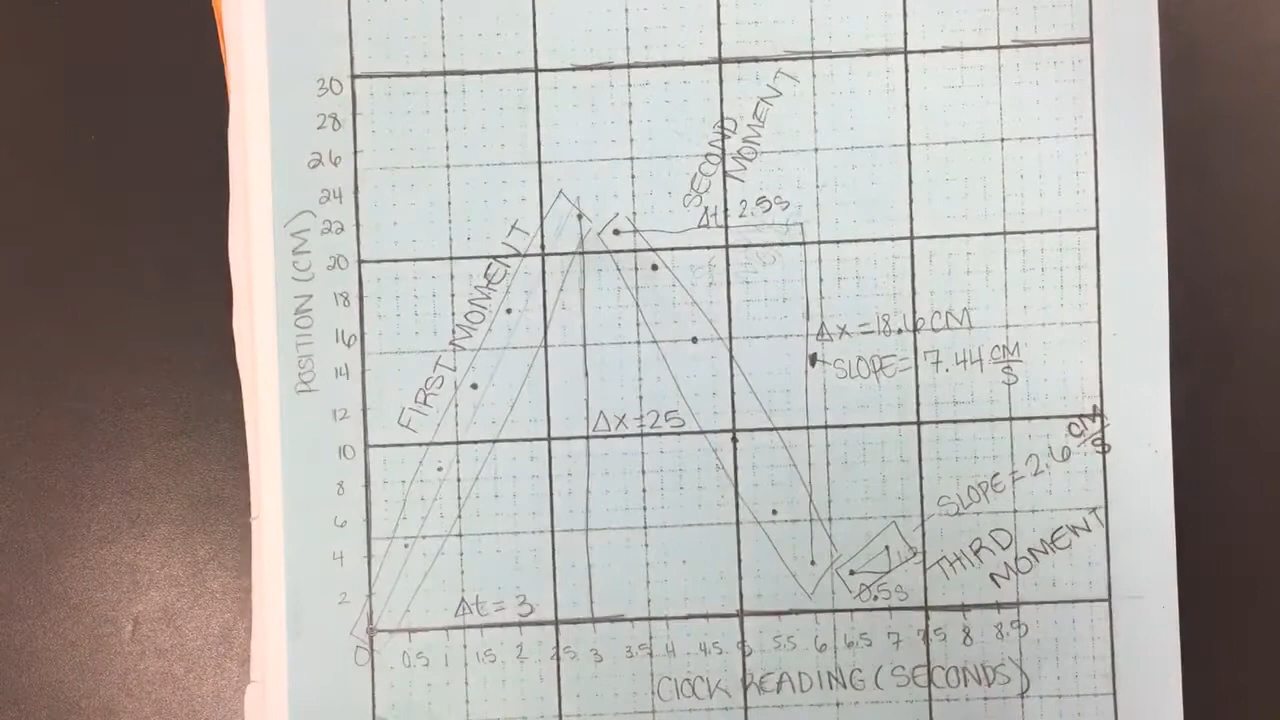 30
28
26
24
22
20
18
16
14
12
10
8
6
4
2
0
POSITION (CM)
FIRST MOMENT
SECOND
MOMENT
Δt = 2.5s
Δx = 18.6 CM
SLOPE = 7.44 CM/S
Δx = 25
SLOPE = 2.6 CM/S
THIRD
MOMENT
0.5s
Δt = 3
0.5 1 1.5 2 2.5 3 3.5 4 4.5 5 5.5 6 6.5 7 7.5 8 8.5
CLOCK READING (SECONDS)